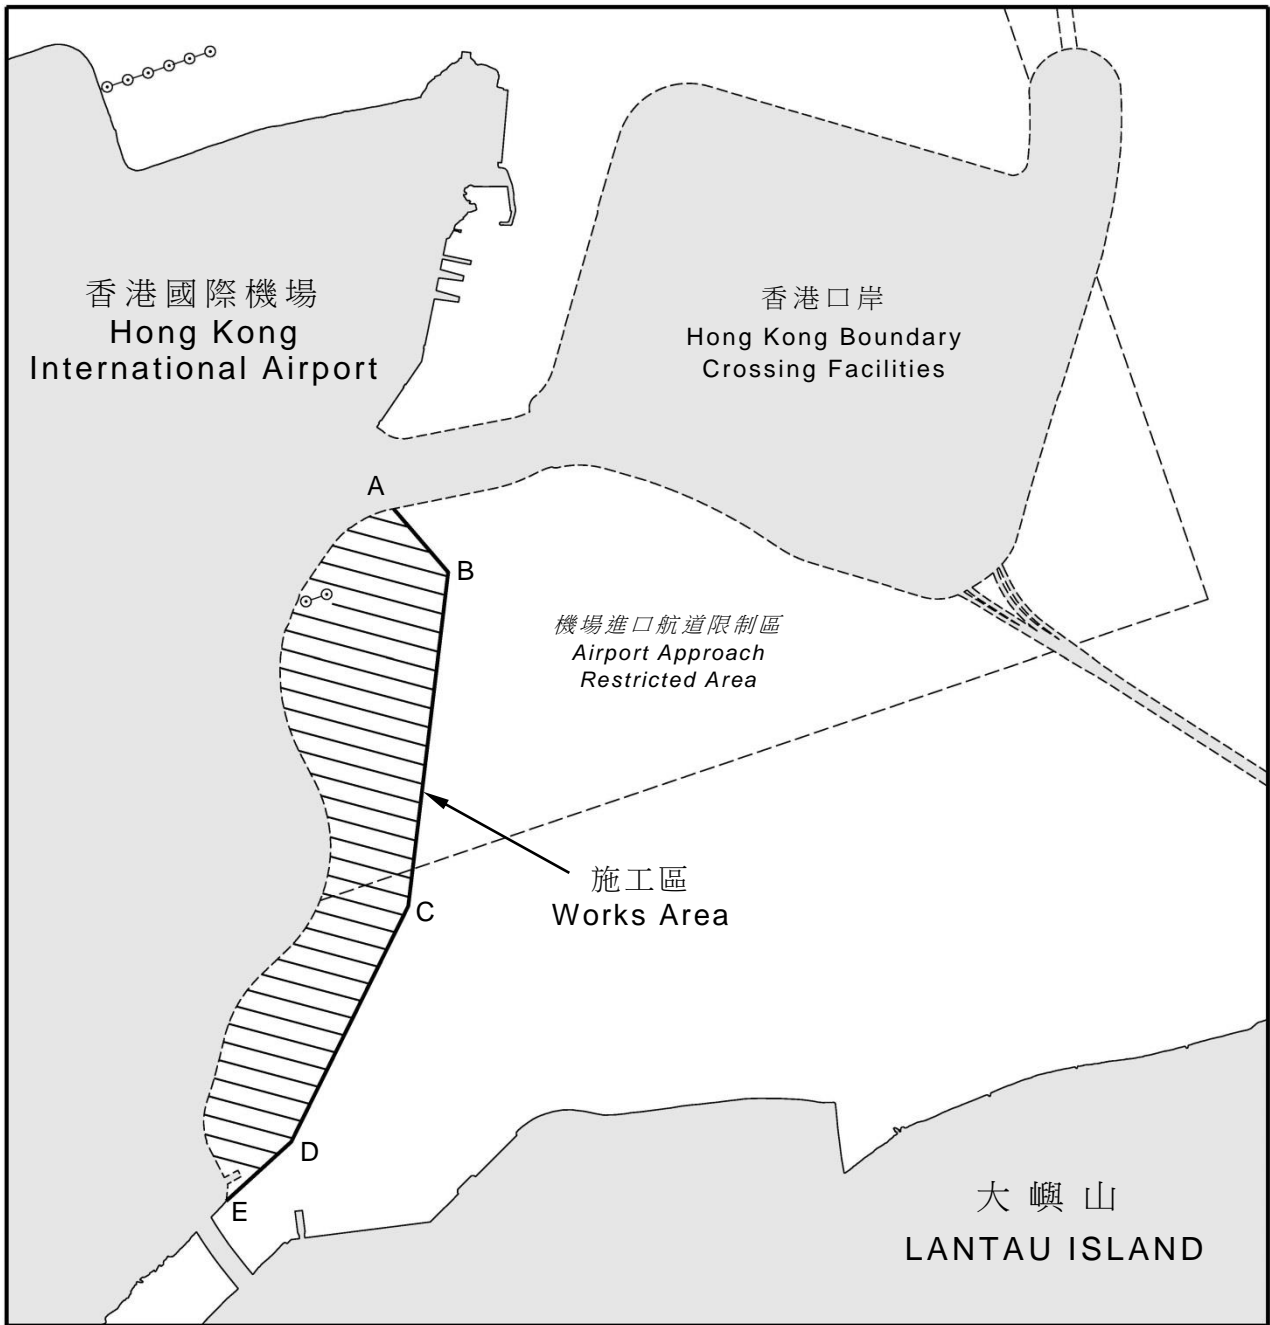 香港國際機場
Hong Kong
International Airport
香港口岸
Hong Kong Boundary
Crossing Facilities
A
B
機場進口航道限制區
Airport Approach
Restricted Area
施工區
Works Area
C
D
E
大嶼山
LANTAU ISLAND